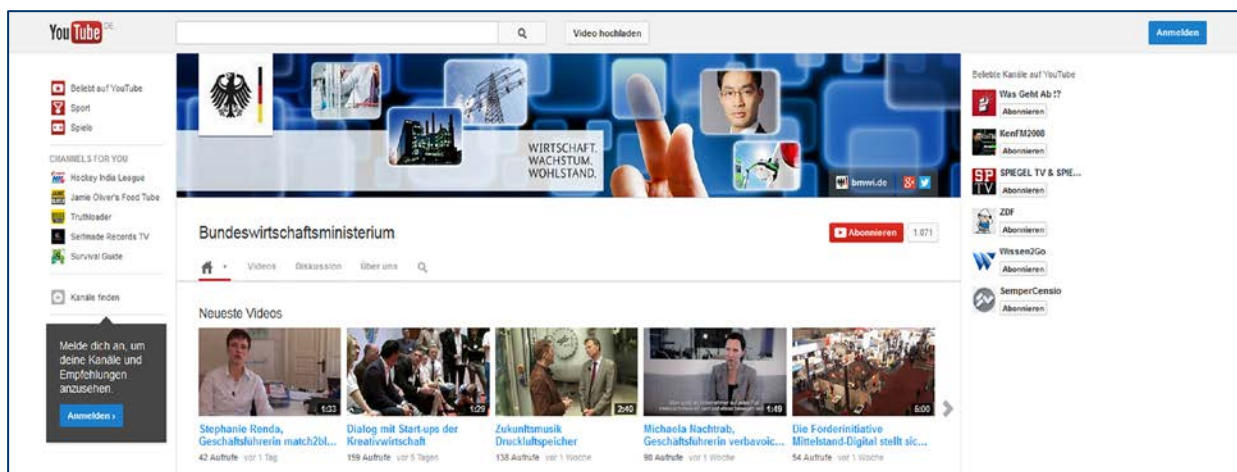 YouTube DE
Video hochladen
Anmelden
Beliebt auf YouTube
Sport
Spiele
CHANNELS FOR YOU
Hockey India League
Jamie Oliver's Food Tube
Truthloader
Selfmade Records TV
Survival Guide
Kanäle finden
Melde dich an, um
deine Kanäle und
Empfehlungen
anzusehen.
Anmelden ›
WIRTSCHAFT.
WACHSTUM.
WOHLSTAND.
bmwi.de
Bundeswirtschaftsministerium
Abonnieren 1.071
Videos Diskussion Über uns
Neueste Videos
1:33
Stephanie Renda,
Geschäftsführerin match2bl...
42 Aufrufe vor 1 Tag
1:29
Dialog mit Start-ups der
Kreativwirtschaft
159 Aufrufe vor 5 Tagen
2:40
Zukunftsmusik
Druckluftspeicher
138 Aufrufe vor 1 Woche
1:49
Michaela Nachtrab,
Geschäftsführerin verbavoic...
90 Aufrufe vor 1 Woche
5:00
Die Förderinitiative
Mittelstand-Digital stellt sic...
54 Aufrufe vor 1 Woche
Beliebte Kanäle auf YouTube
Was Geht Ab!?
Abonnieren
KenFM2008
Abonnieren
SPIEGEL TV & SPIE...
Abonnieren
ZDF
Abonnieren
Wissen2Go
Abonnieren
SemperCensio
Abonnieren